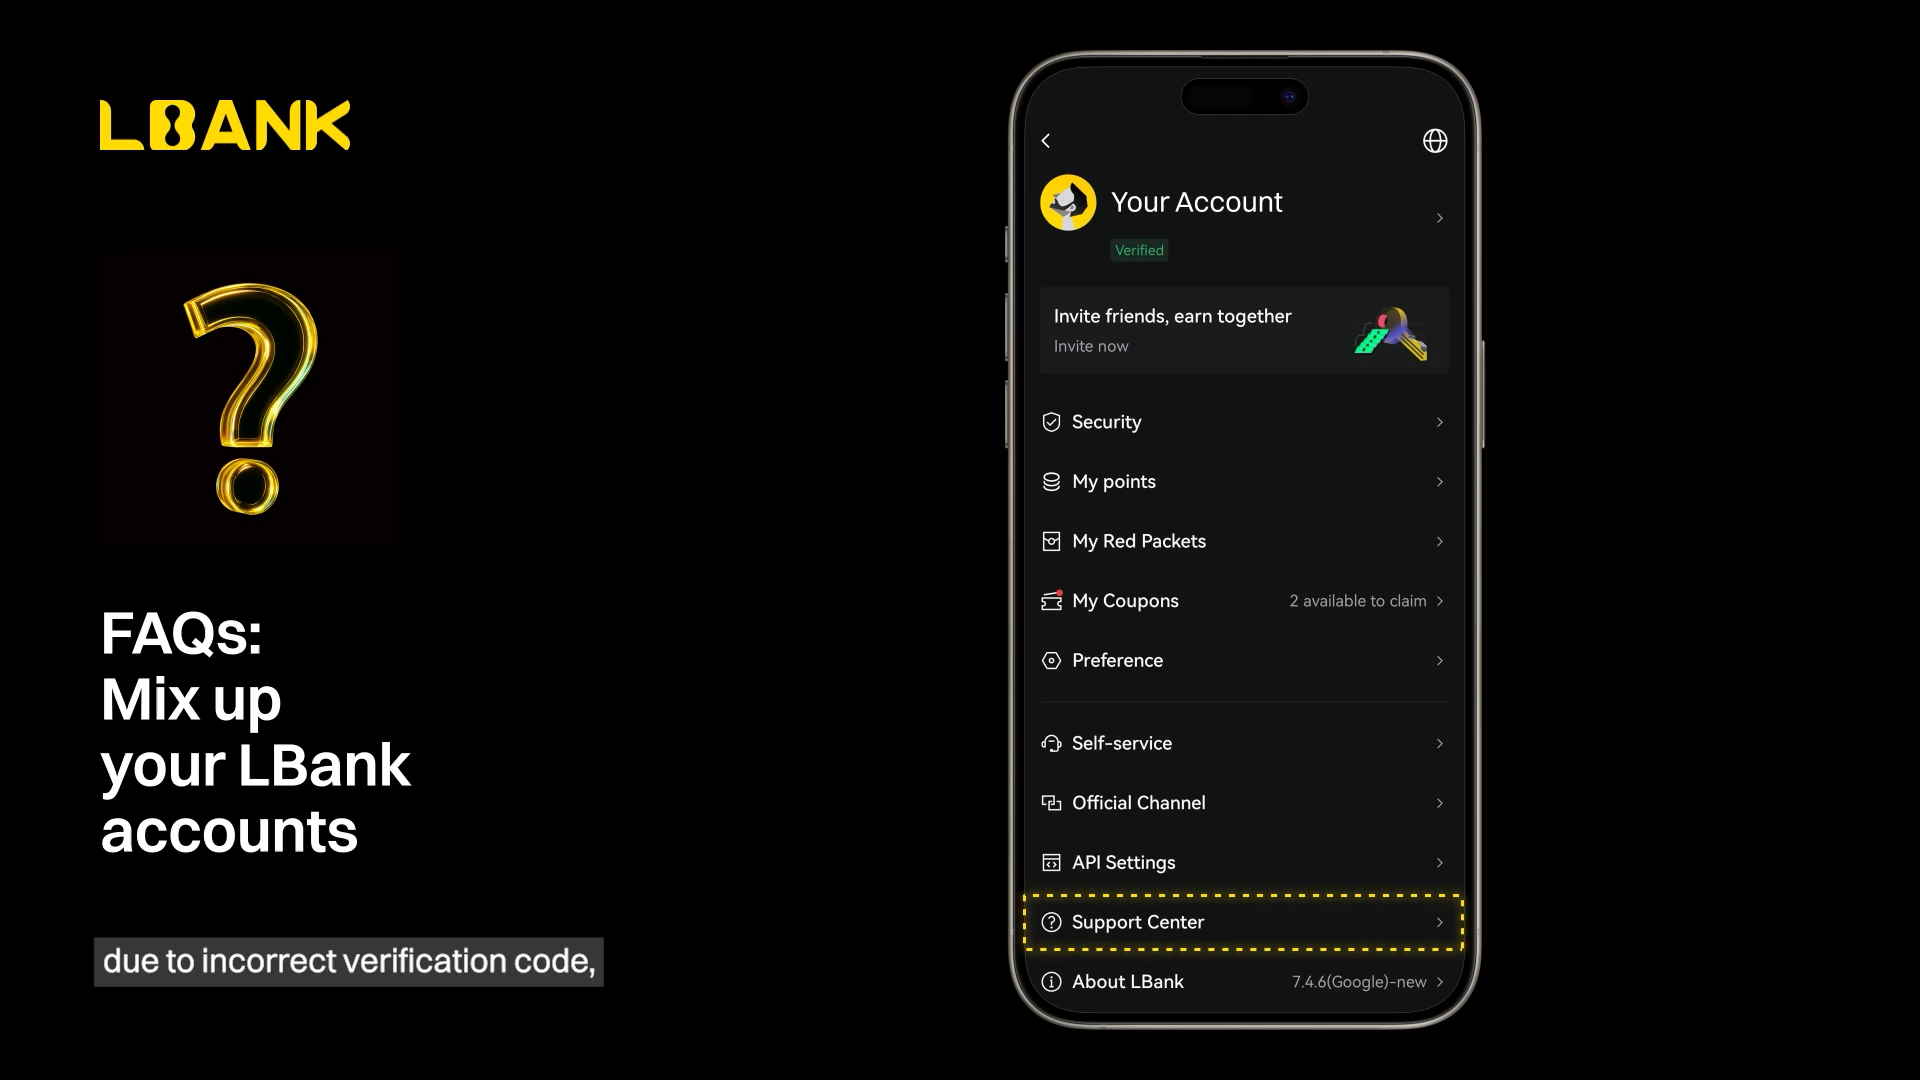 LBANK
?
FAQs:
Mix up
your LBank
accounts
due to incorrect verification code,
Your Account
Verified
Invite friends, earn together
Invite now
Security
My points
My Red Packets
My Coupons 2 available to claim
Preference
Self-service
Official Channel
API Settings
Support Center
About LBank 7.4.6(Google)-new